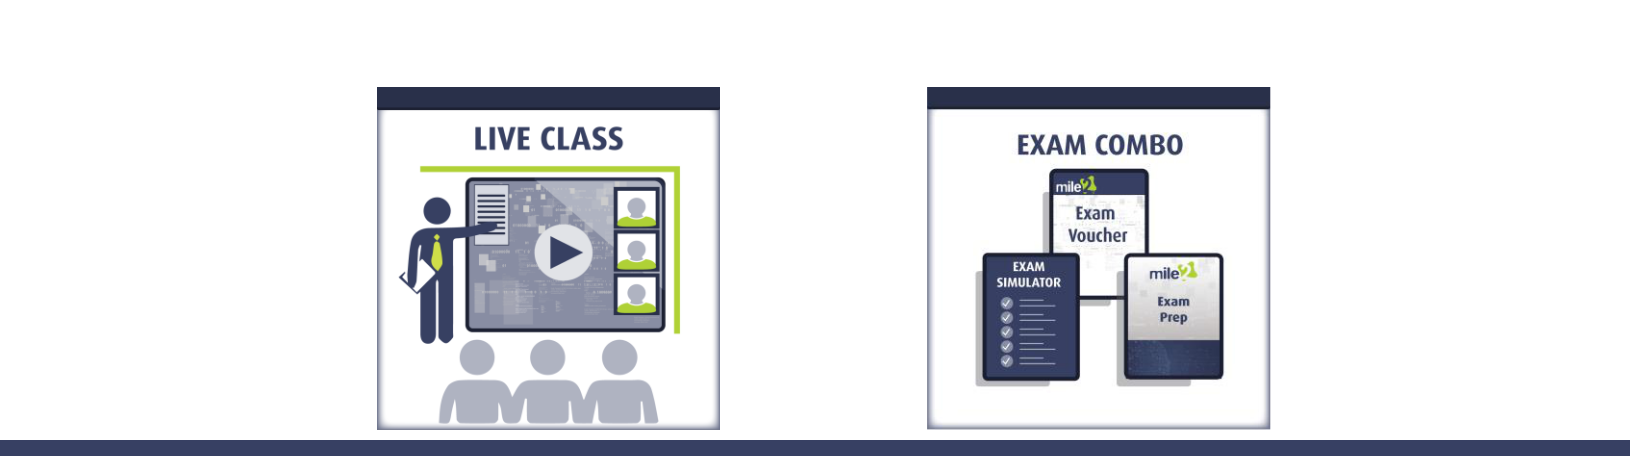 LIVE CLASS
EXAM COMBO
mile2
Exam
Voucher
EXAM
SIMULATOR
mile2
Exam
Prep